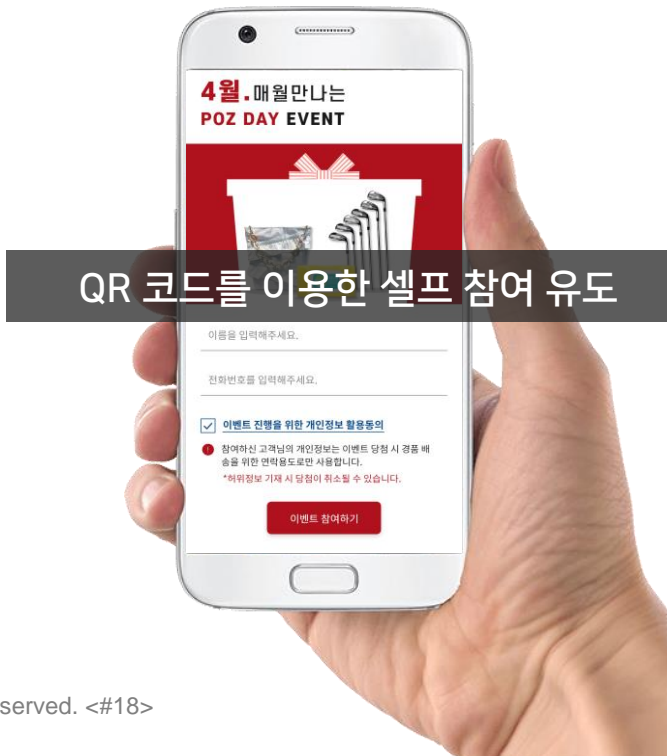 4월.매월만나는
POZ DAY EVENT
QR 코드를 이용한 셀프 참여 유도
이름을 입력해주세요.
전화번호를 입력해주세요.
이벤트 진행을 위한 개인정보 활용동의
참여하신 고객님의 개인정보는 이벤트 당첨 시 경품 배
송을 위한 연락용도로만 사용합니다.
*허위정보 기재 시 당첨이 취소될 수 있습니다.
이벤트 참여하기
served. <#18>